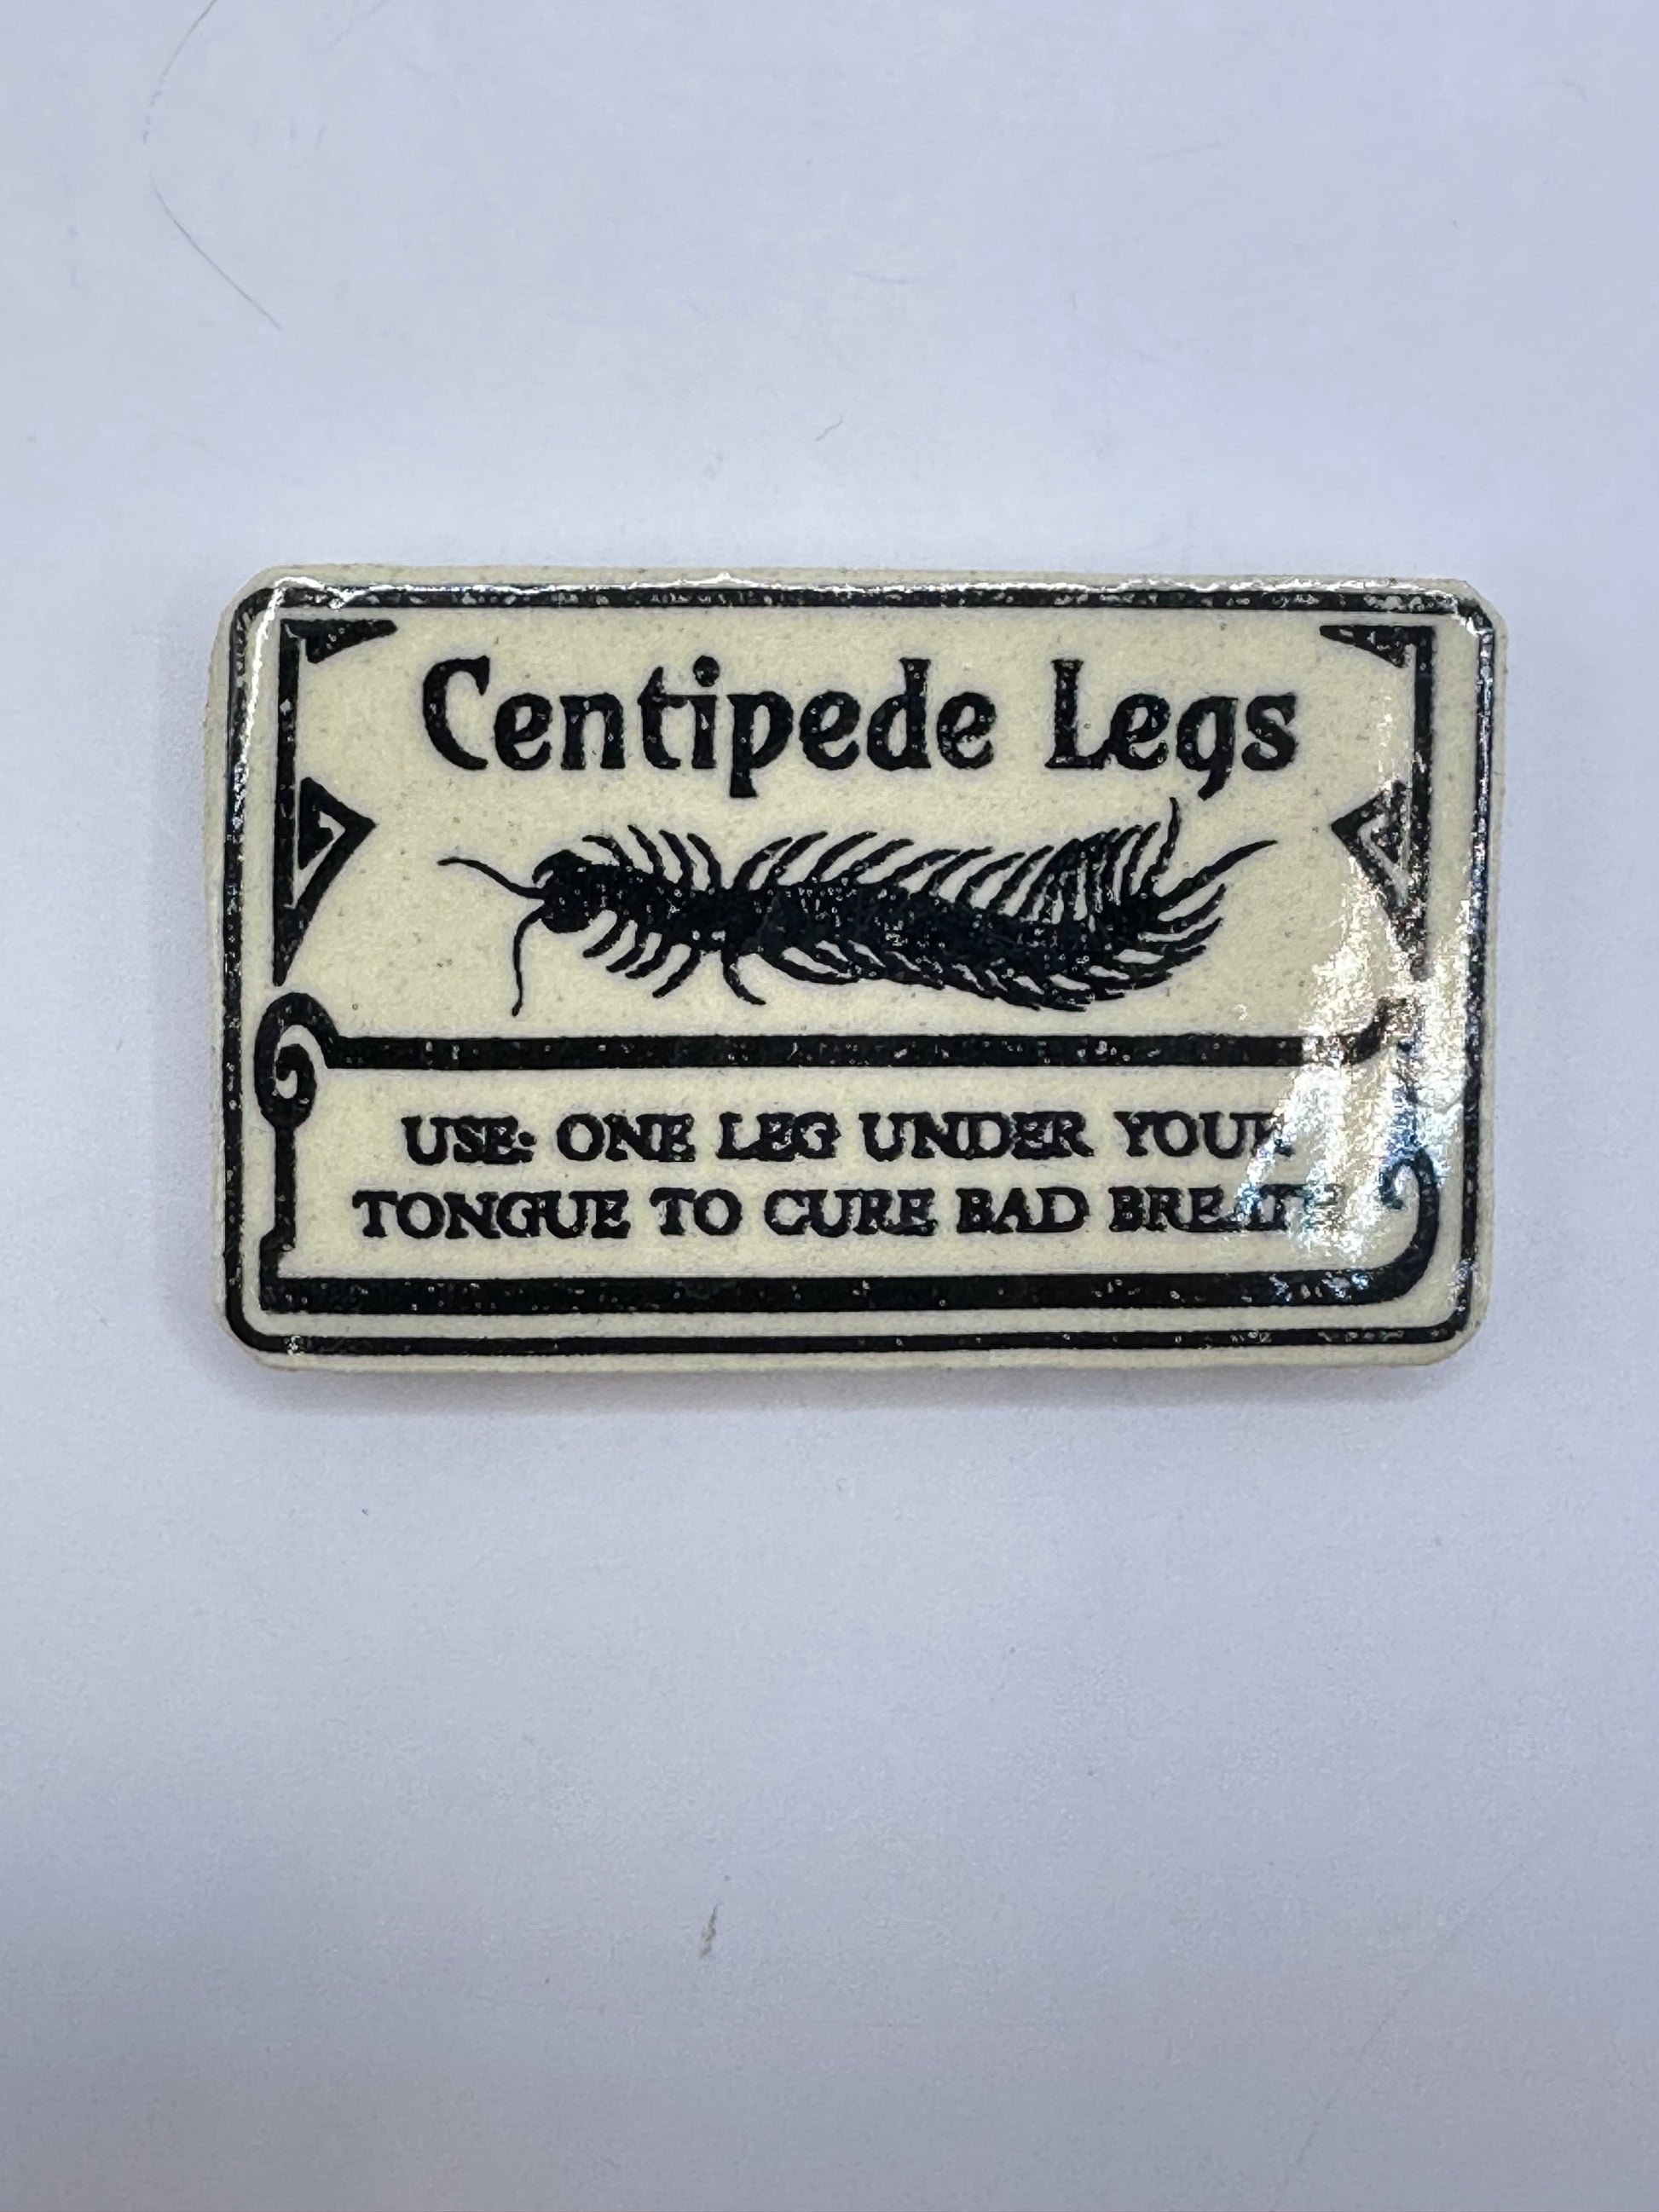 Centipede Legs
USE: ONE LEG UNDER YOUR
TONGUE TO CURE BAD BREATH